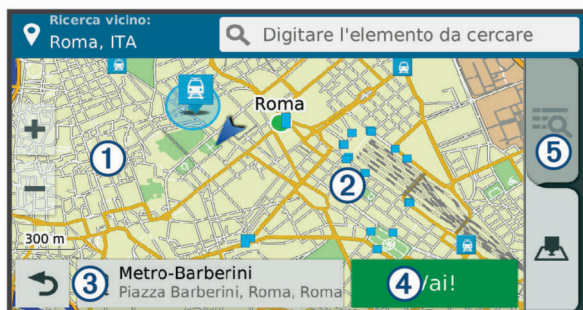 Ricerca vicino:
Roma, ITA
Digitare l'elemento da cercare
Roma
1
2
5
300 m
3 Metro-Barberini
Piazza Barberini, Roma, Roma
4 /ai!